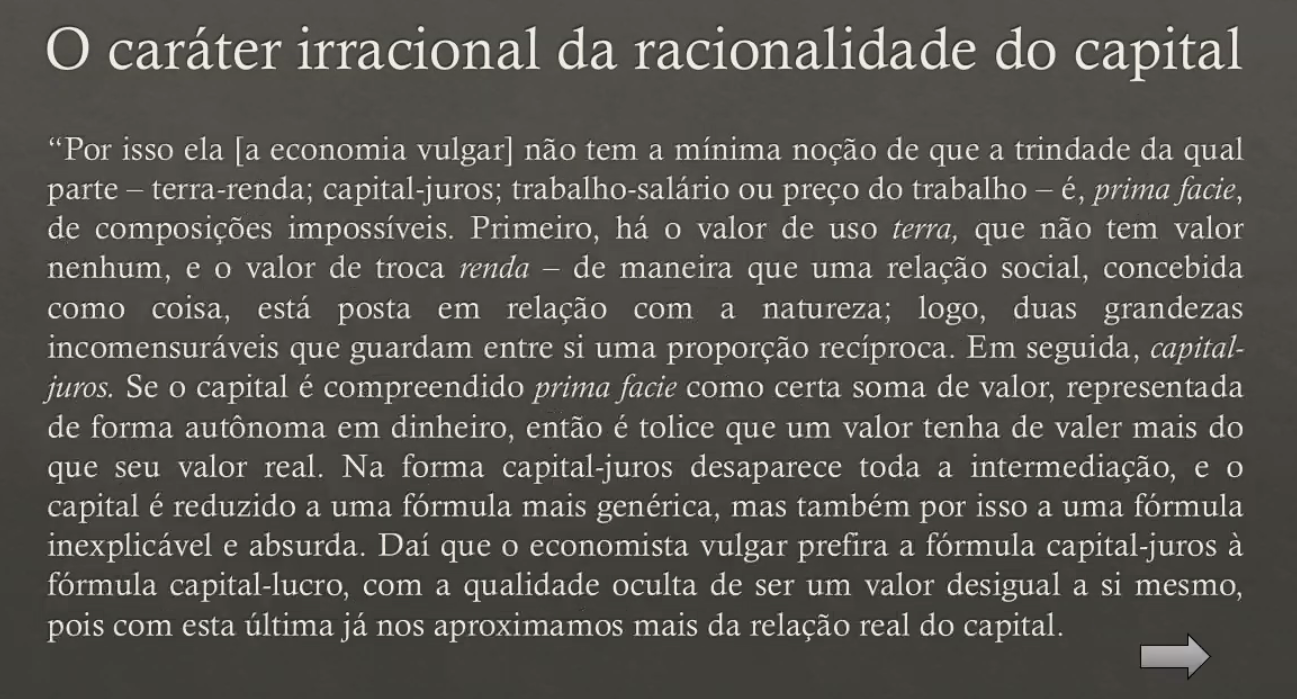 O caráter irracional da racionalidade do capital
“Por isso ela [a economia vulgar] não tem a mínima noção de que a trindade da qual
parte – terra-renda; capital-juros; trabalho-salário ou preço do trabalho – é, prima facie,
de composições impossíveis. Primeiro, há o valor de uso terra, que não tem valor
nenhum, e o valor de troca renda – de maneira que uma relação social, concebida
como coisa, está posta em relação com a natureza; logo, duas grandezas
incomensuráveis que guardam entre si uma proporção recíproca. Em seguida, capital-
juros. Se o capital é compreendido prima facie como certa soma de valor, representada
de forma autônoma em dinheiro, então é tolice que um valor tenha de valer mais do
que seu valor real. Na forma capital-juros desaparece toda a intermediação, e o
capital é reduzido a uma fórmula mais genérica, mas também por isso a uma fórmula
inexplicável e absurda. Daí que o economista vulgar prefira a fórmula capital-juros à
fórmula capital-lucro, com a qualidade oculta de ser um valor desigual a si mesmo,
pois com esta última já nos aproximamos mais da relação real do capital.